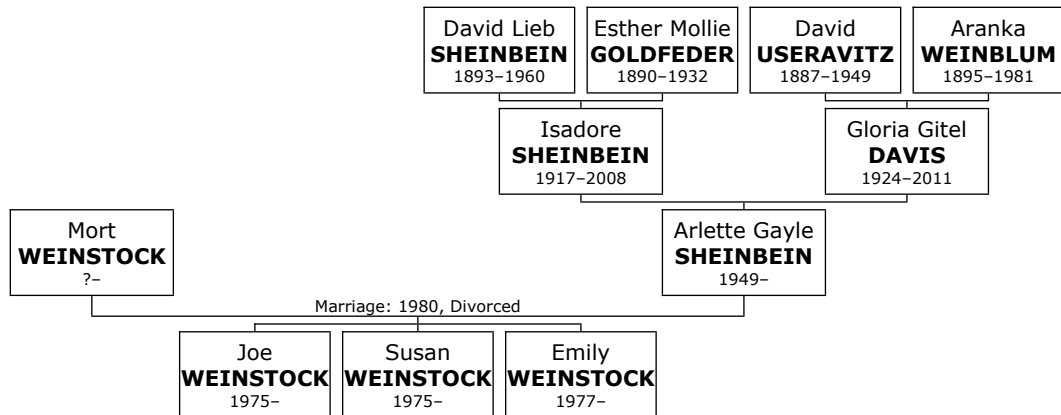 David Lieb
SHEINBEIN
1893–1960
Esther Mollie
GOLDFEDER
1890–1932
David
USERAVITZ
1887–1949
Aranka
WEINBLUM
1895–1981
Isadore
SHEINBEIN
1917–2008
Gloria Gitel
DAVIS
1924–2011
Mort
WEINSTOCK
?–
Arlette Gayle
SHEINBEIN
1949–
Marriage: 1980, Divorced
Joe
WEINSTOCK
1975–
Susan
WEINSTOCK
1975–
Emily
WEINSTOCK
1977–